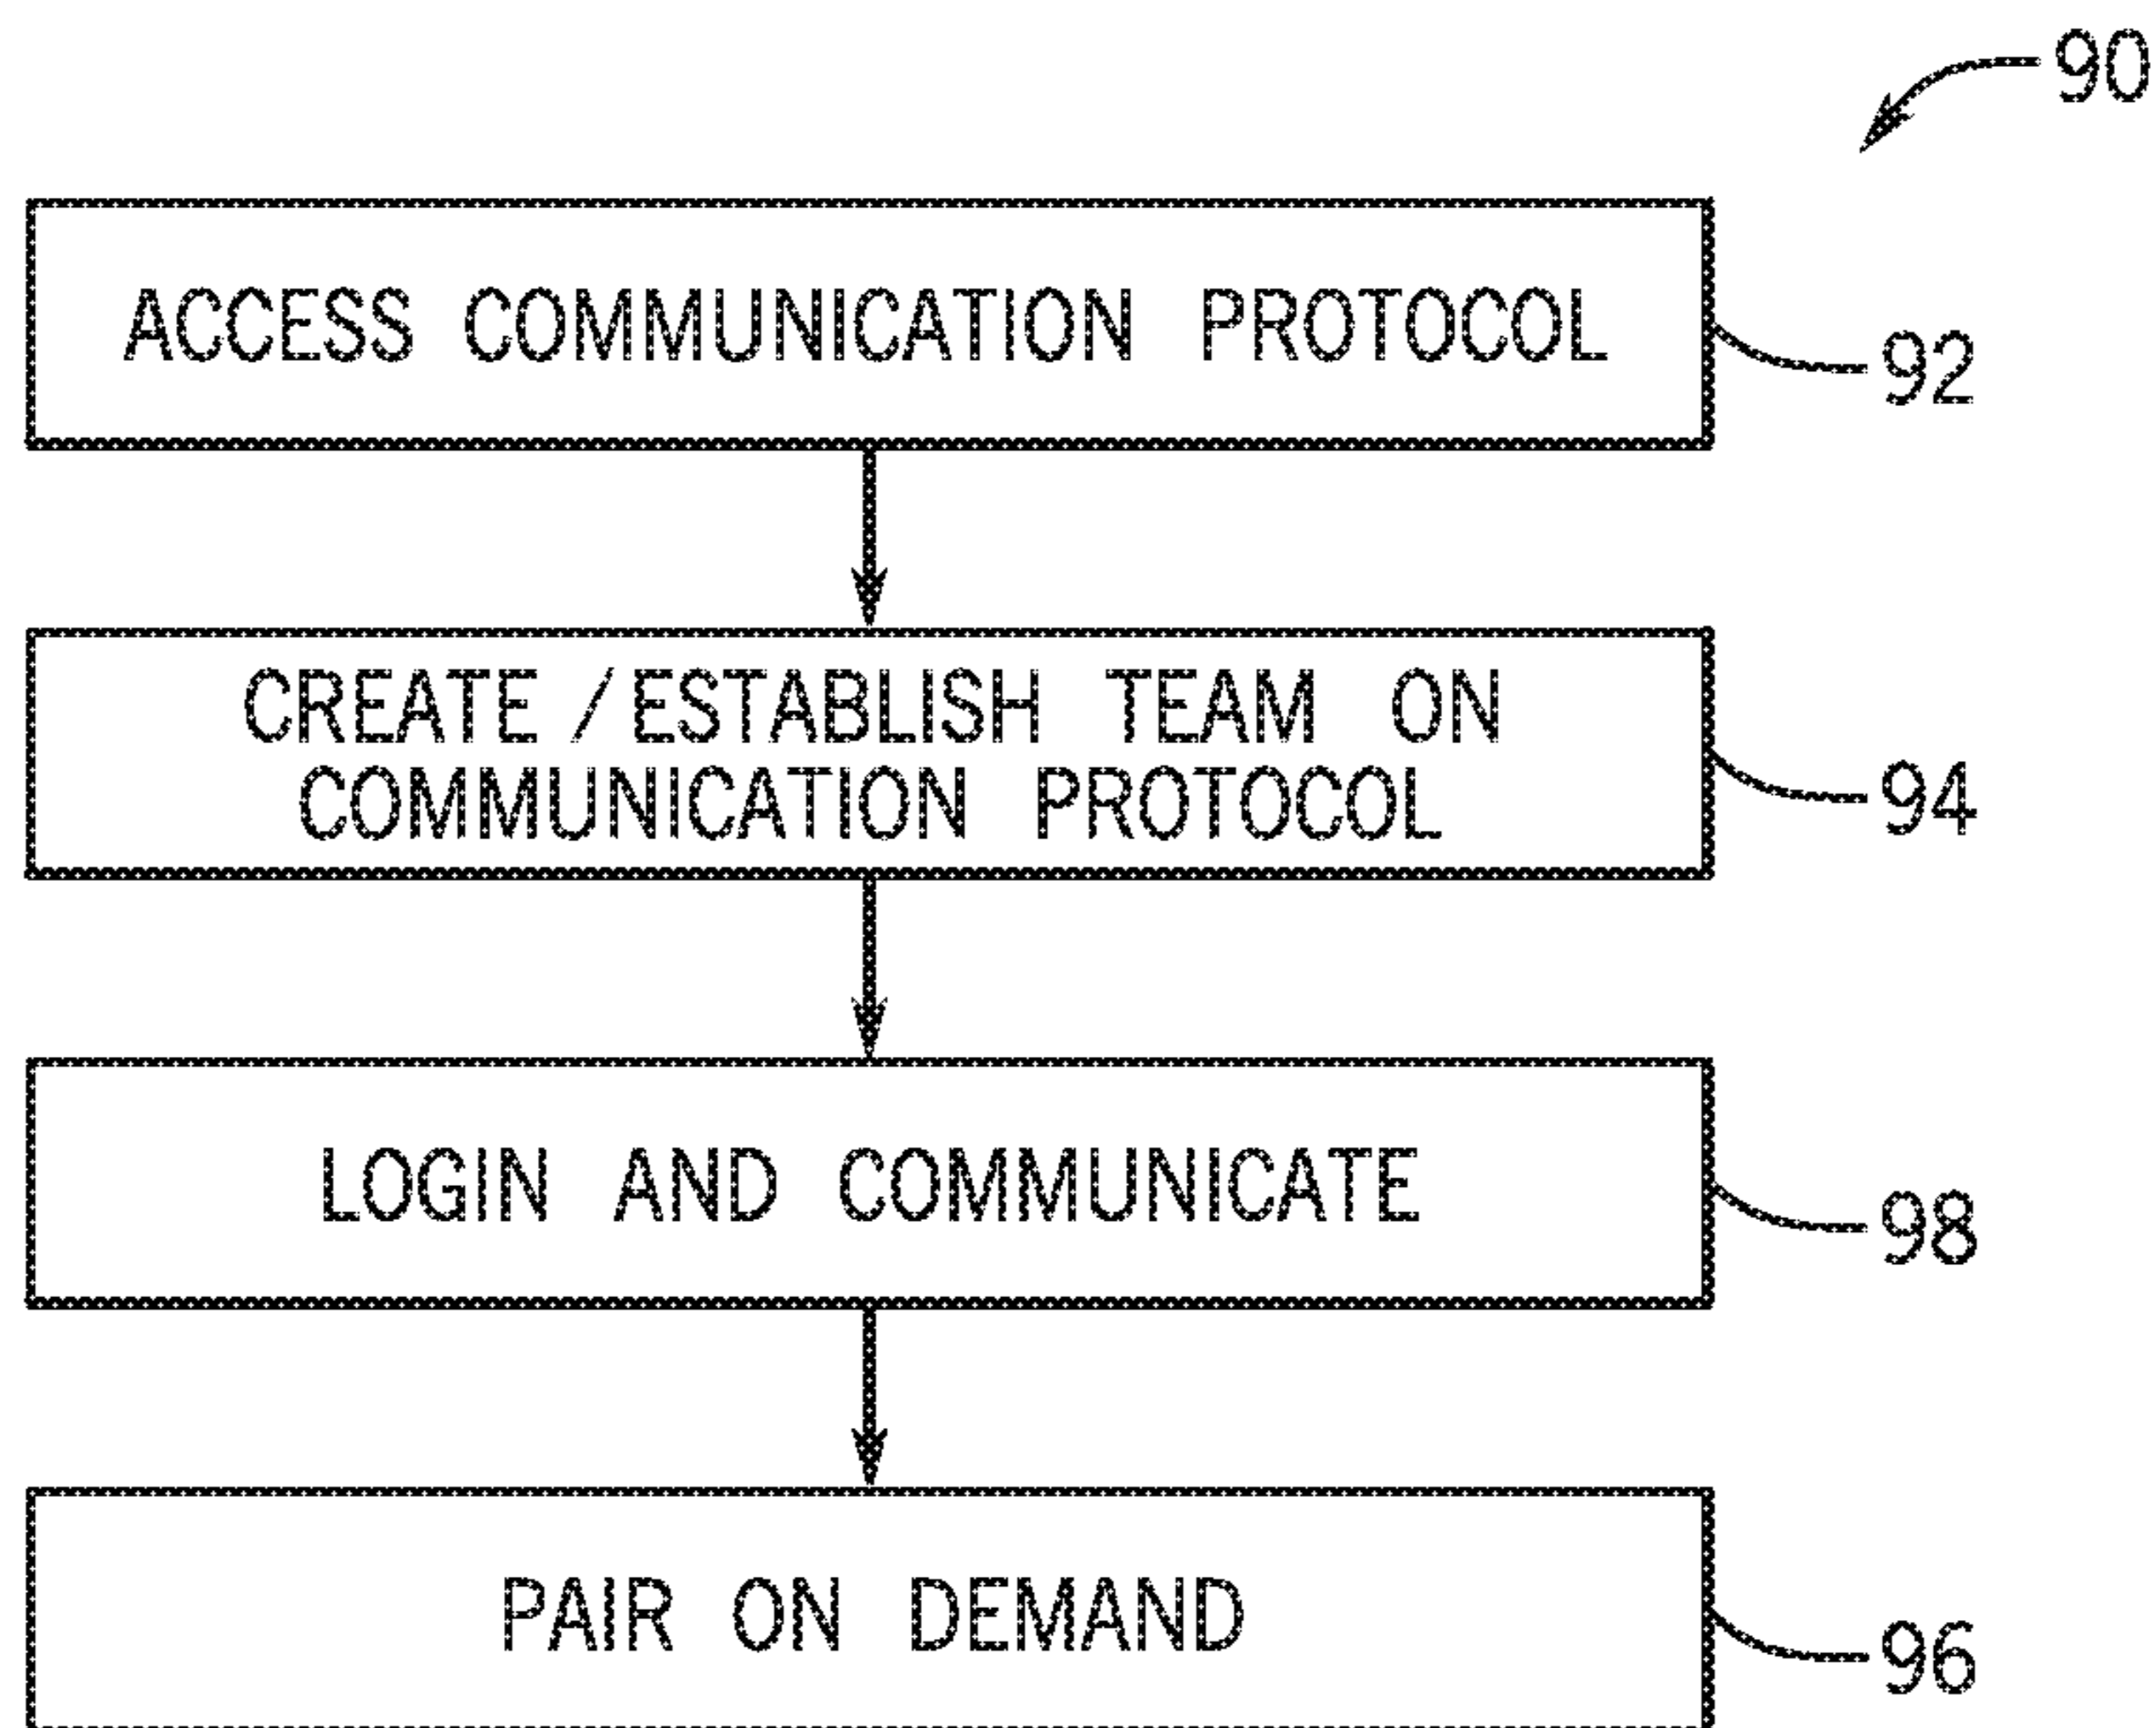 90
ACCESS COMMUNICATION PROTOCOL
92
CREATE/ESTABLISH TEAM ON
COMMUNICATION PROTOCOL
94
LOGIN AND COMMUNICATE
98
PAIR ON DEMAND
96